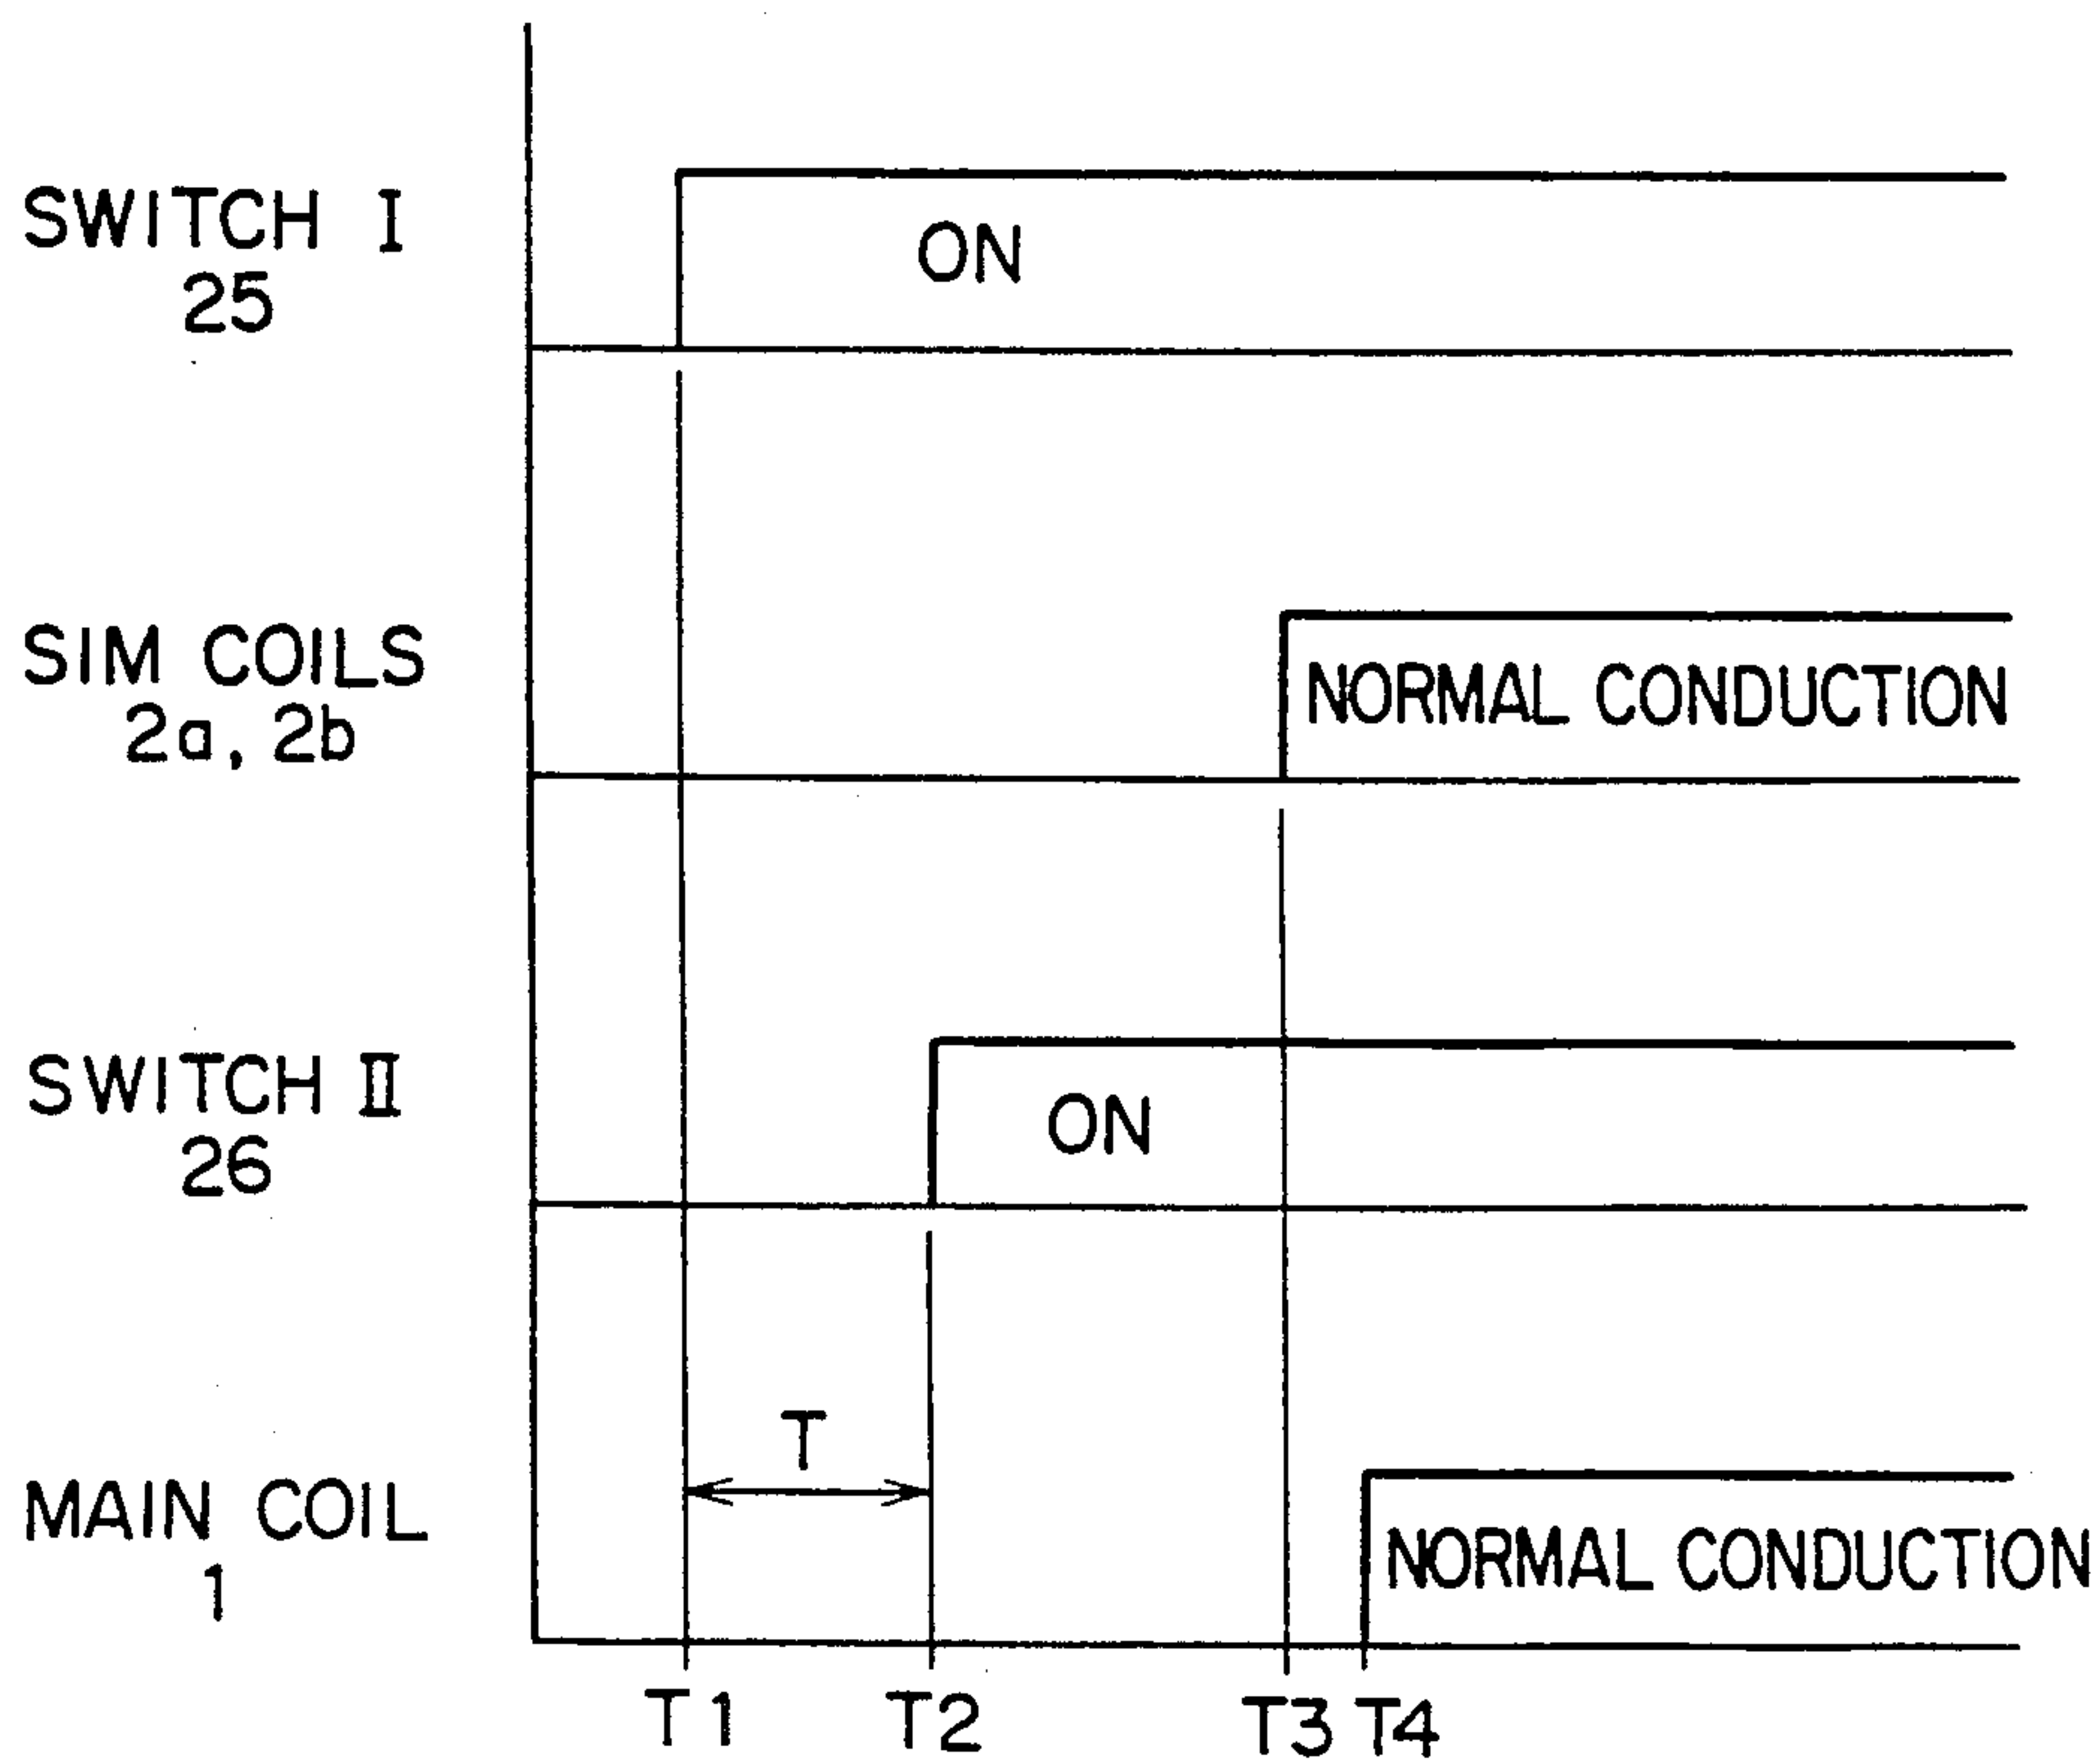 SWITCH I
25
ON
SIM COILS
2a, 2b
NORMAL CONDUCTION
SWITCH II
26
ON
T
MAIN COIL
1
NORMAL CONDUCTION
T1 T2 T3 T4